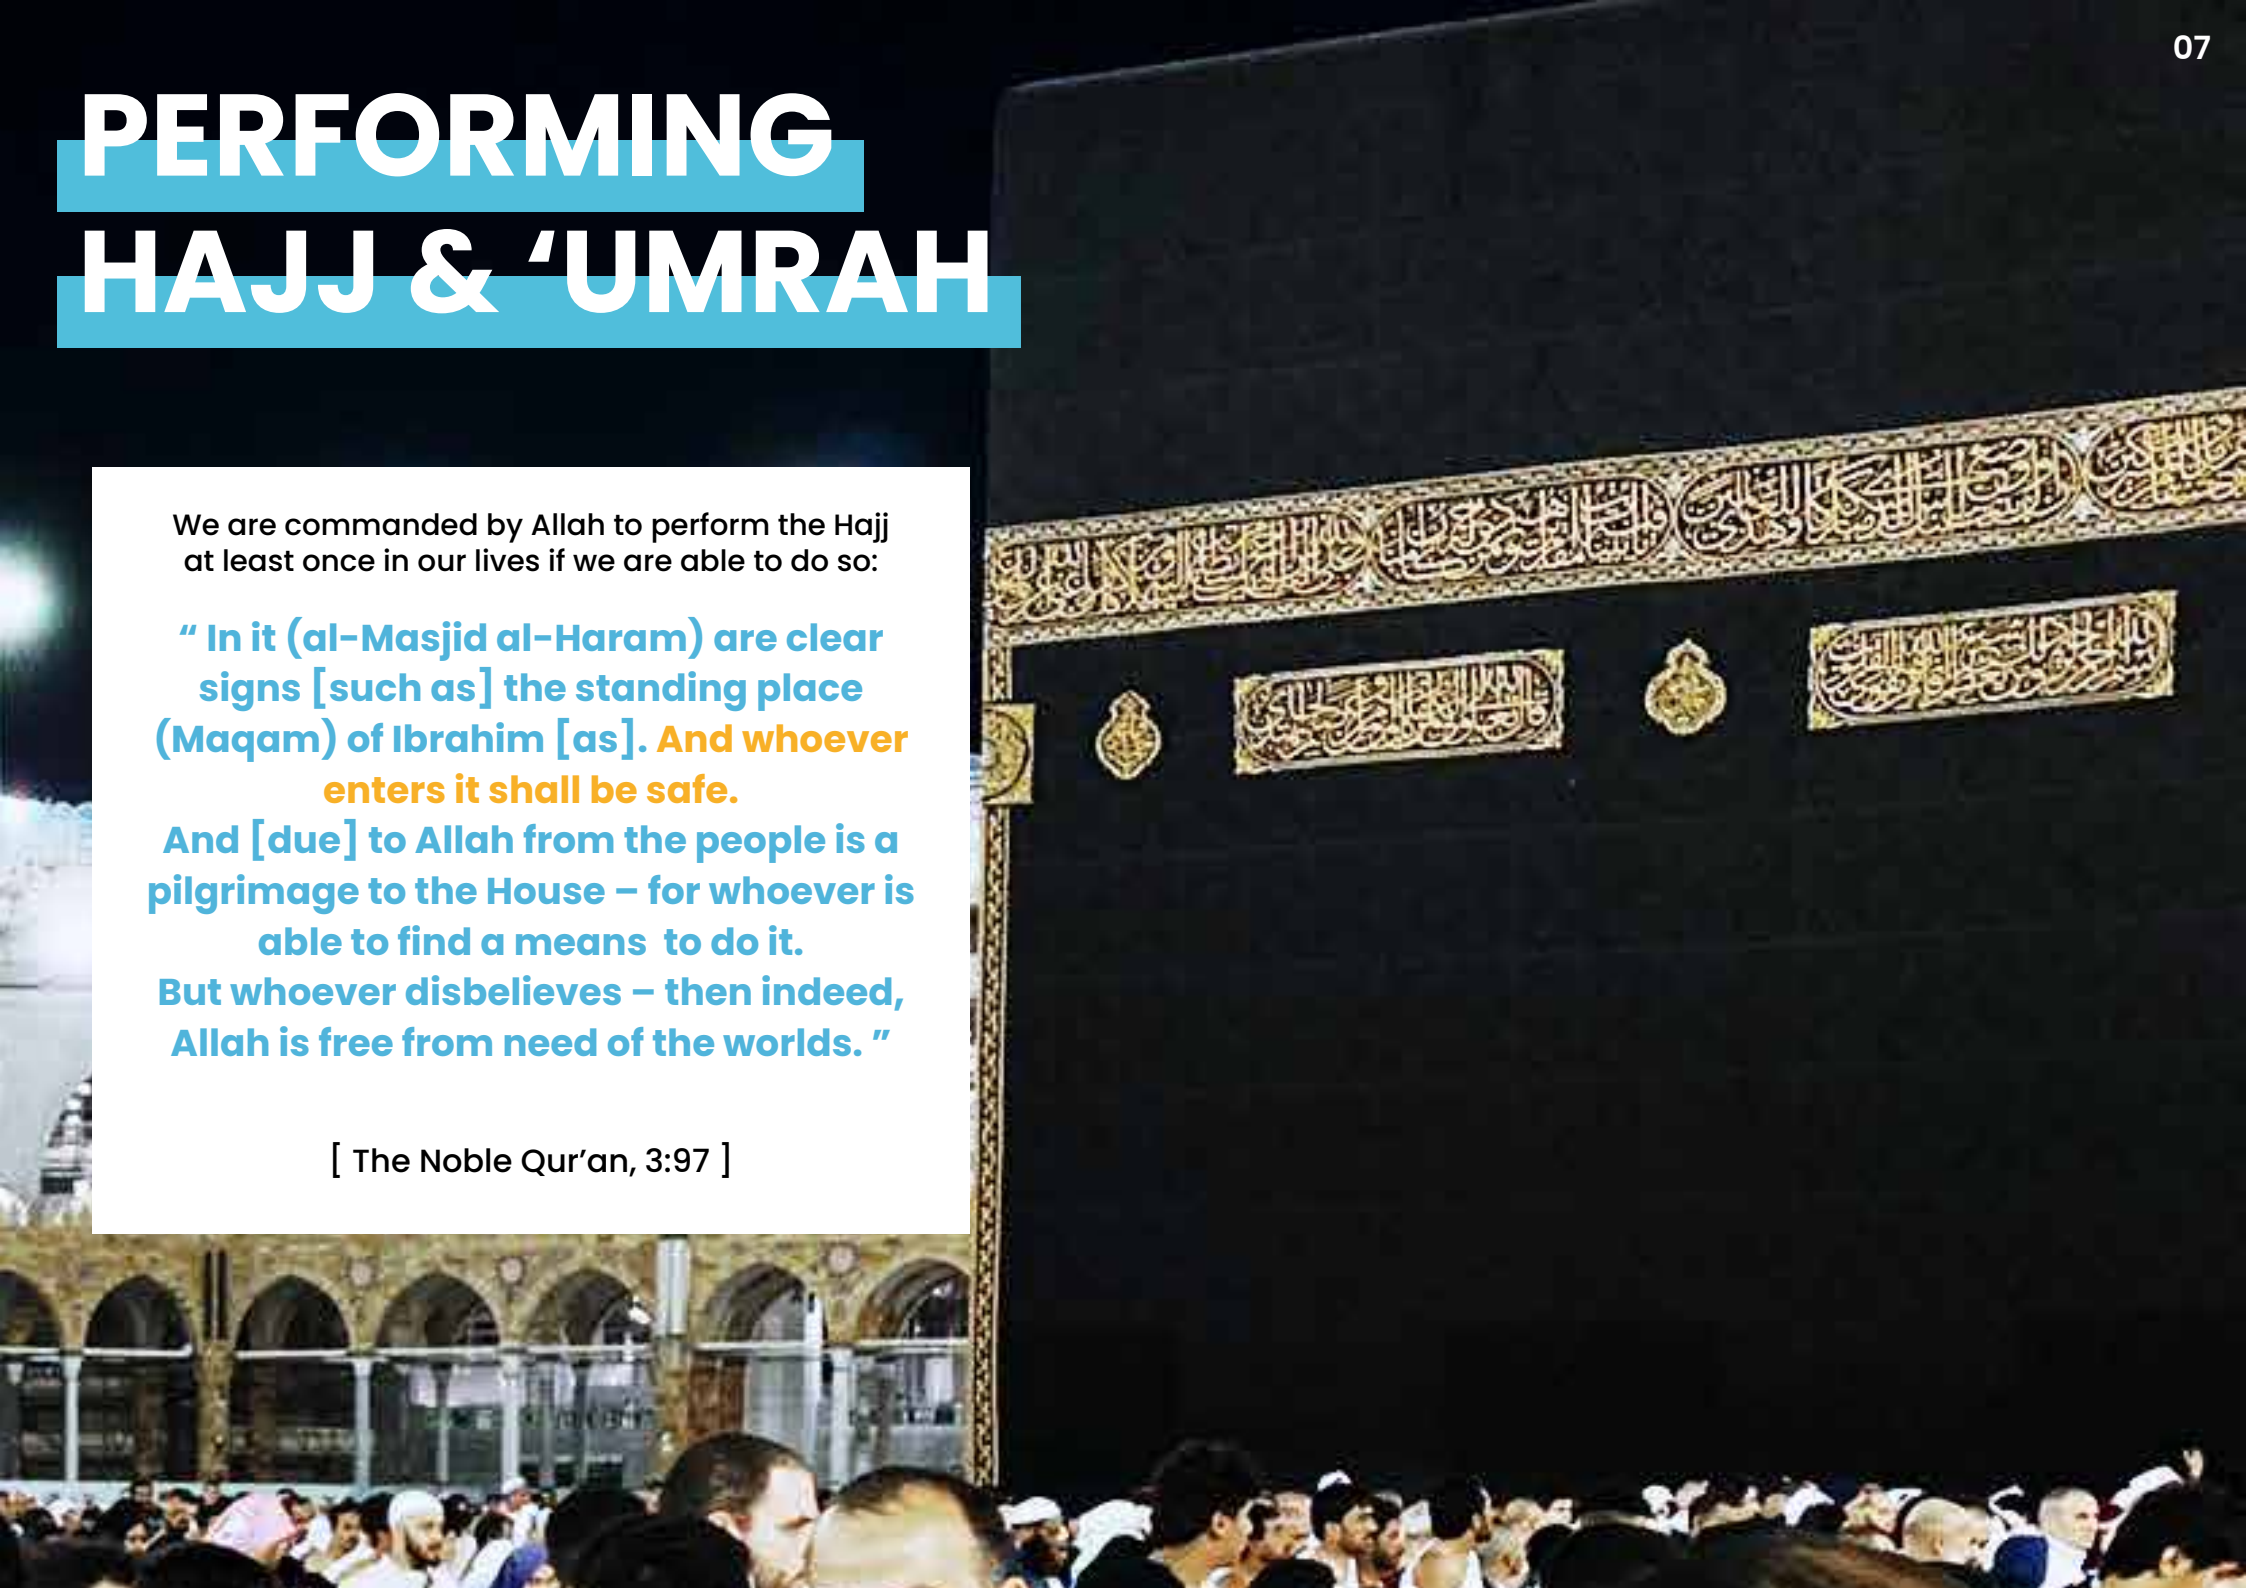 07
PERFORMING
HAJJ & ‘UMRAH
We are commanded by Allah to perform the Hajj
at least once in our lives if we are able to do so:
“ In it (al-Masjid al-Haram) are clear
signs [such as] the standing place
(Maqam) of Ibrahim [as]. And whoever
enters it shall be safe.
And [due] to Allah from the people is a
pilgrimage to the House – for whoever is
able to find a means  to do it.
But whoever disbelieves – then indeed,
Allah is free from need of the worlds. ”
[ The Noble Qur’an, 3:97 ]